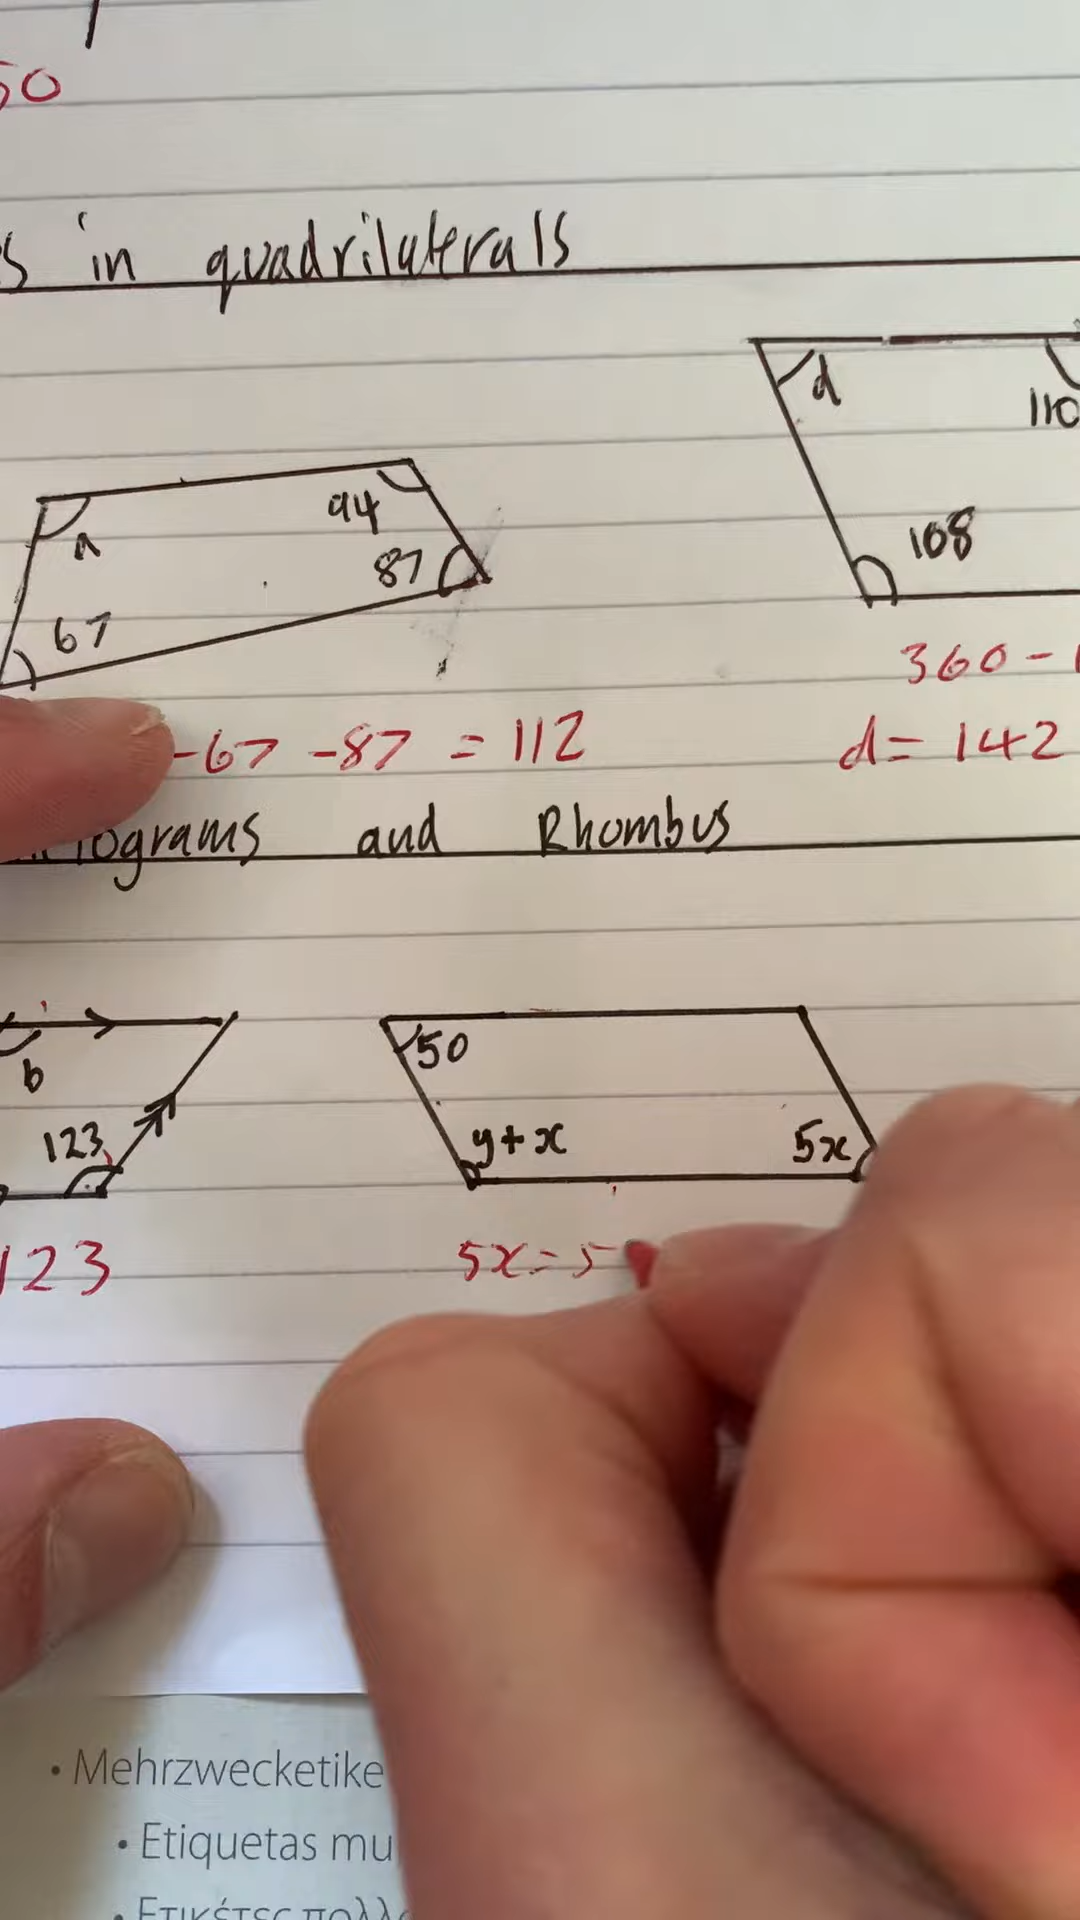 50
s in quadrilaterals
d
110
94
a
87
108
67
360 -
-67 -87 = 112
d= 142
lograms and Rhombus
50
b
y+x
123
5x
123
5x=5
• Mehrzwecketike
• Etiquetas mu